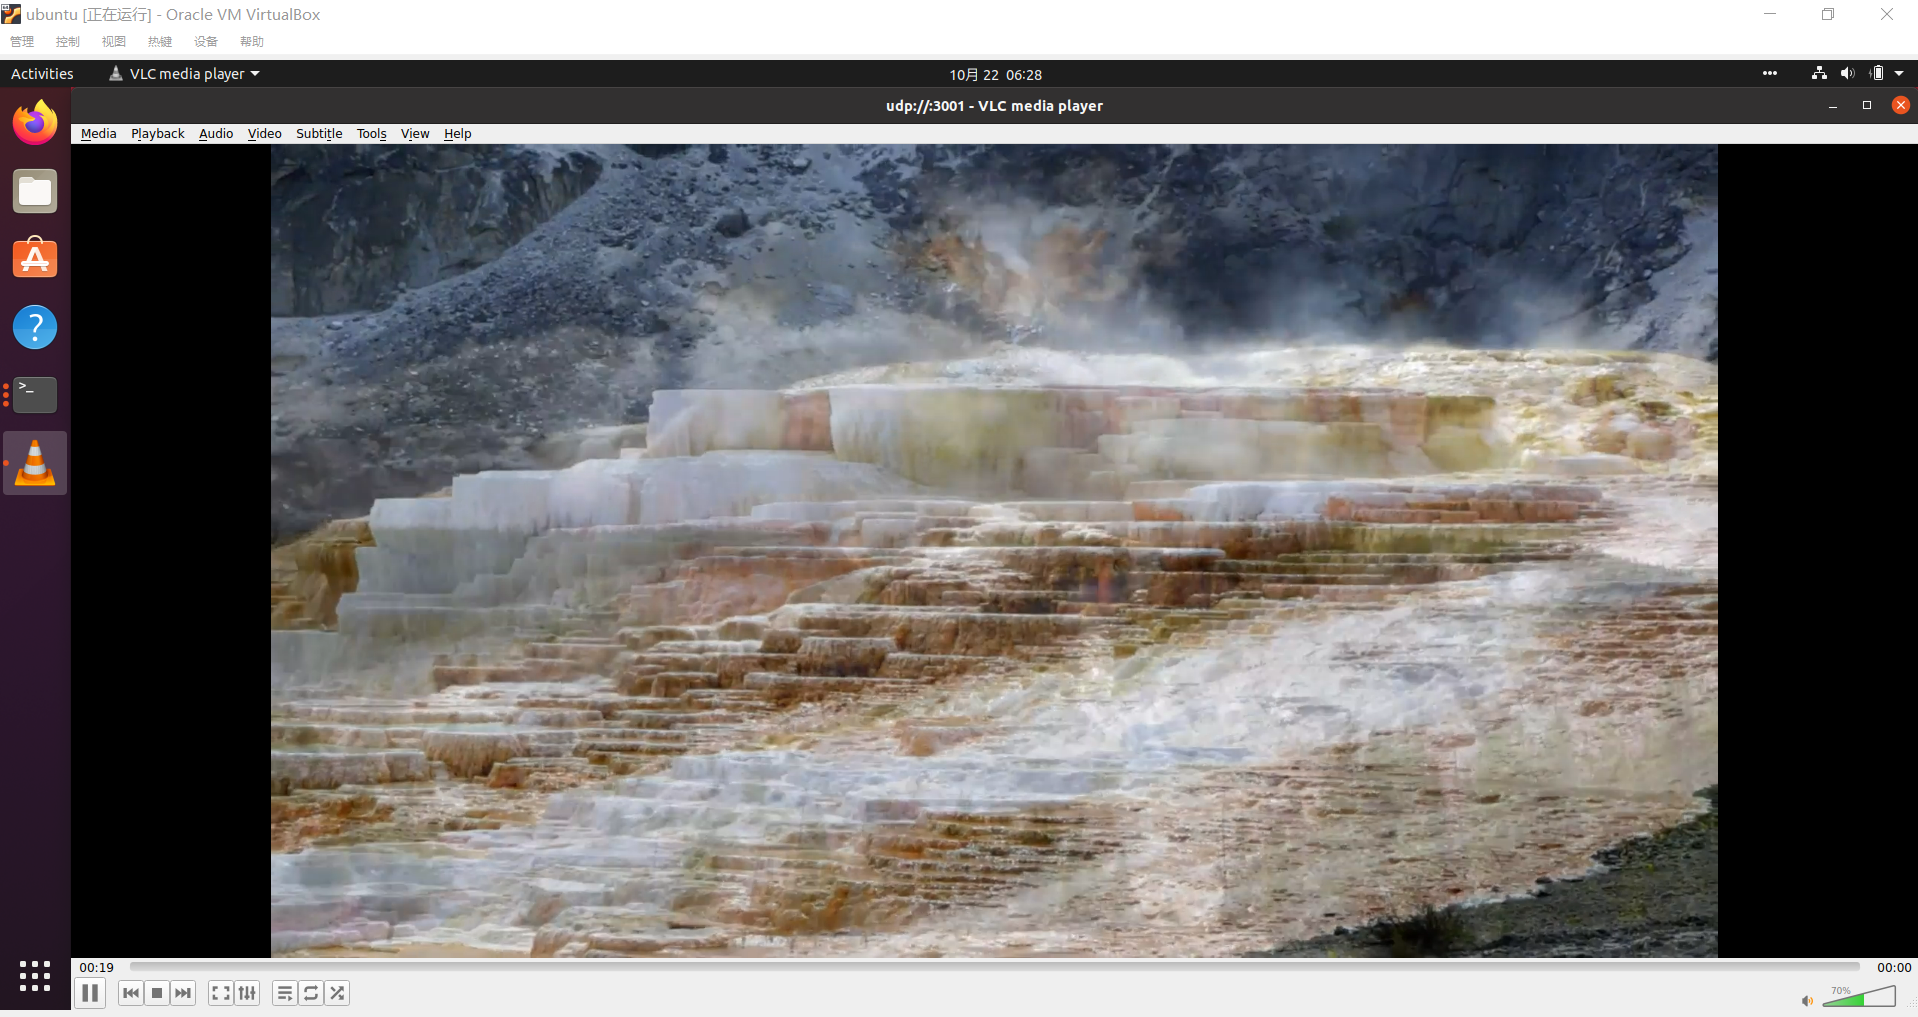 ubuntu [正在运行] - Oracle VM VirtualBox
管理 控制 视图 热键 设备 帮助
Activities VLC media player 10月 22 06:28
udp://:3001 - VLC media player
Media Playback Audio Video Subtitle Tools View Help
00:19 00:00
70%